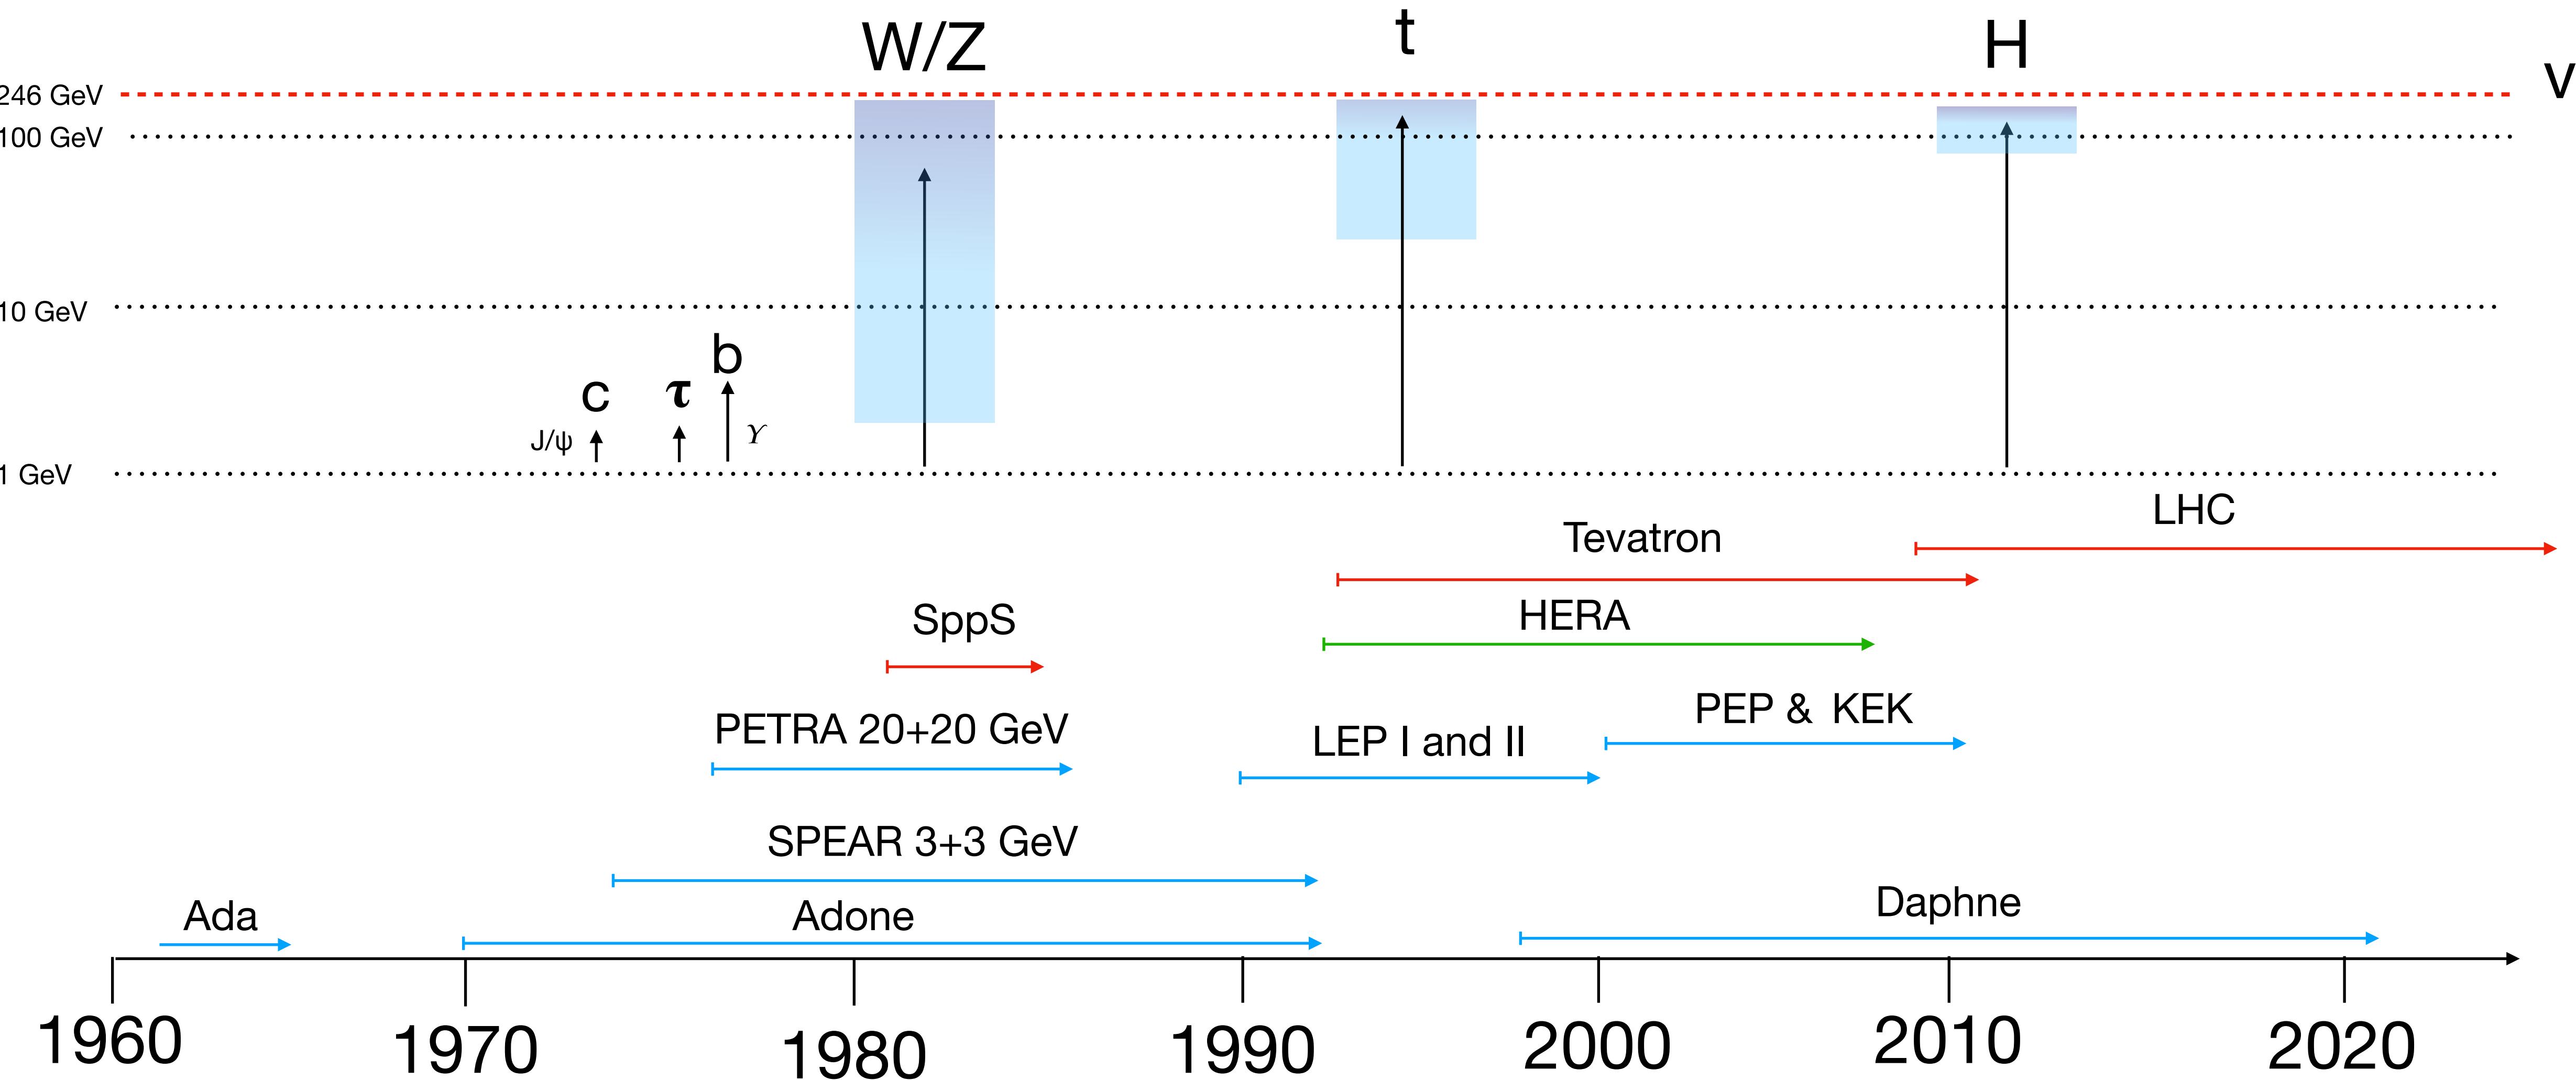 W/Z
t
H
246 GeV
v
100 GeV
10 GeV
b
c
τ
J/ψ
ϒ
1 GeV
LHC
Tevatron
HERA
SppS
PEP & KEK
PETRA 20+20 GeV
LEP I and II
SPEAR 3+3 GeV
Ada
Adone
Daphne
1960
1970
1980
1990
2000
2010
2020